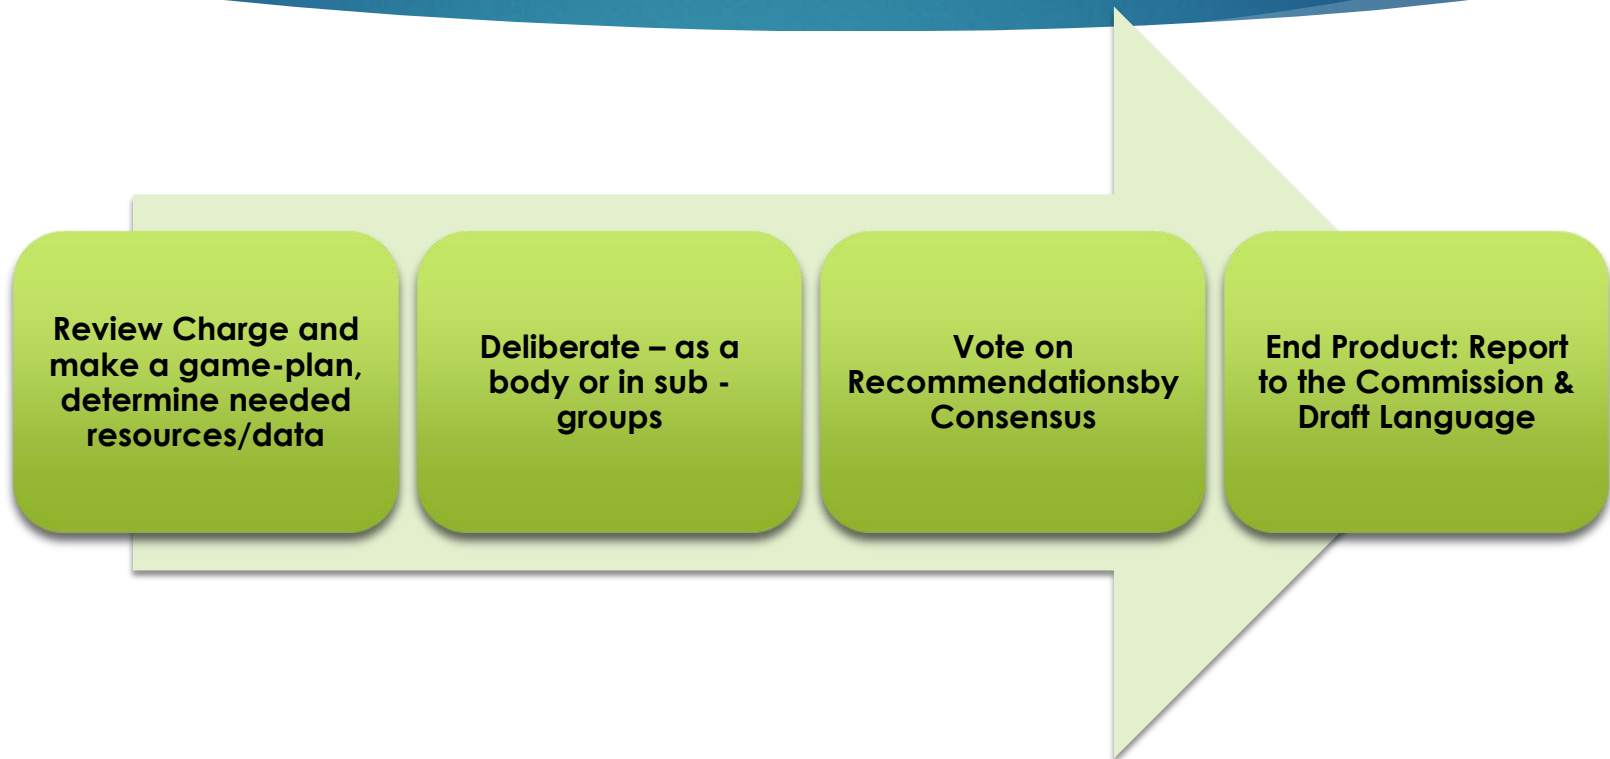 Review Charge and
make a game-plan,
determine needed
resources/data
Deliberate – as a
body or in sub -
groups
Vote on
Recommendationsby
Consensus
End Product: Report
to the Commission &
Draft Language